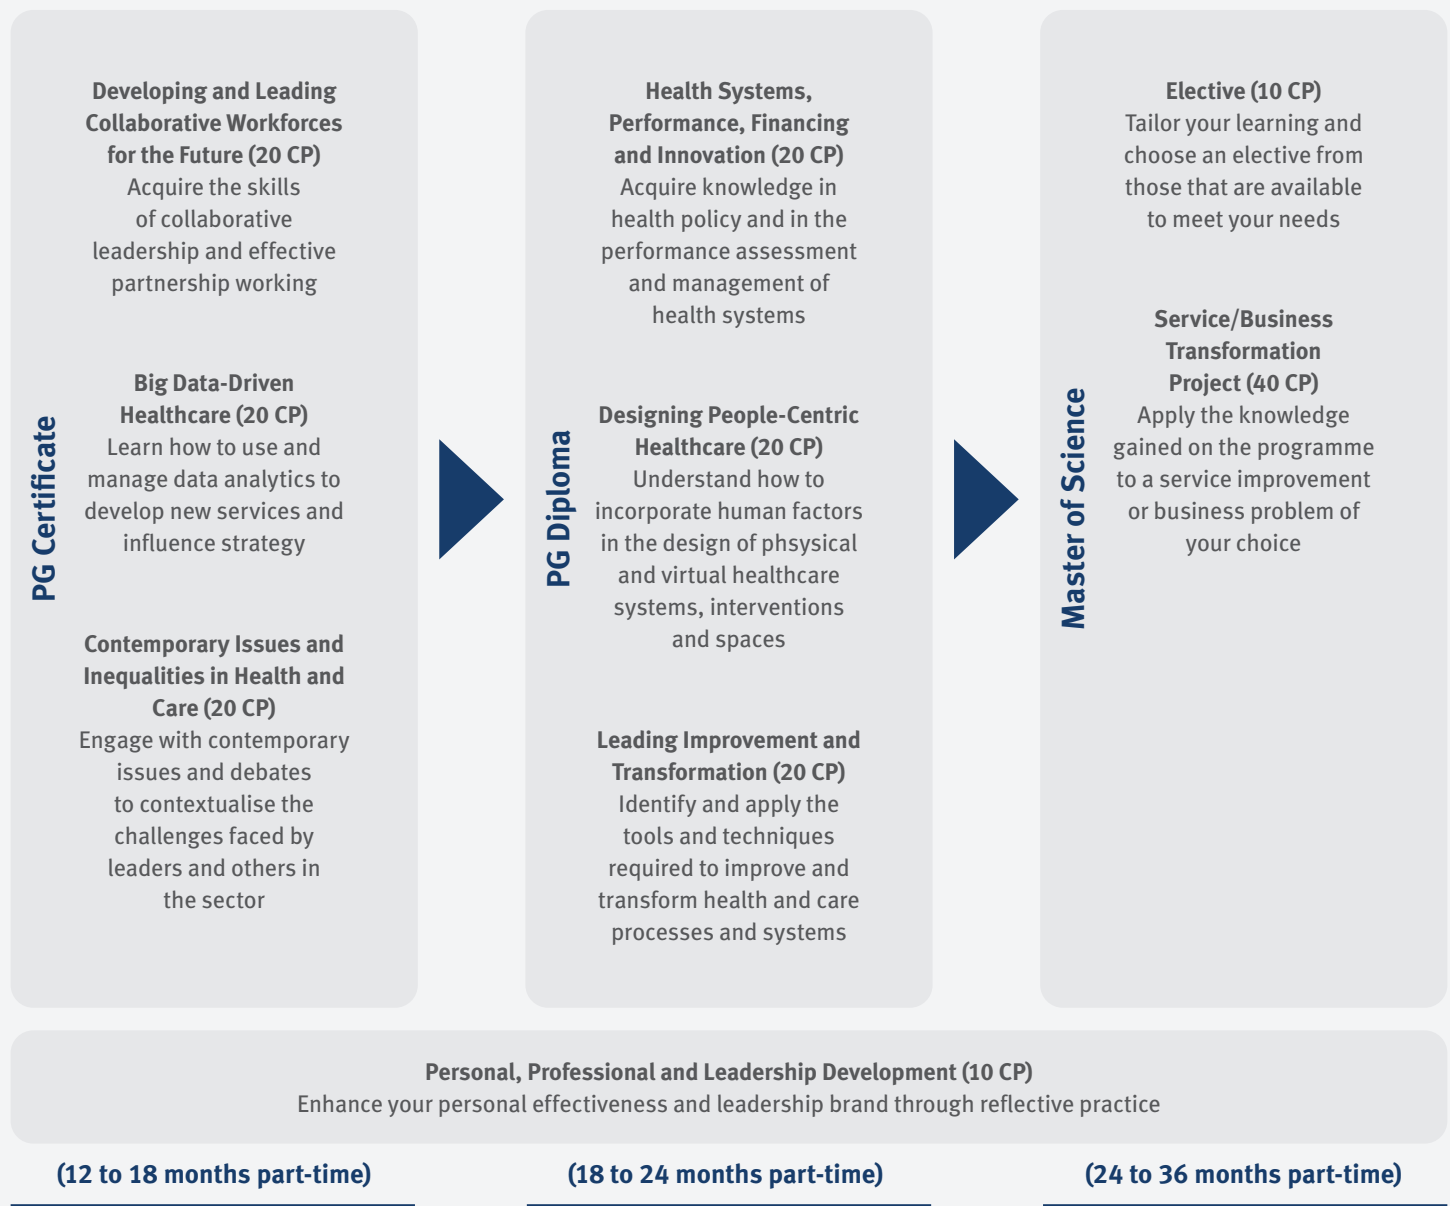 PG Certificate
Developing and Leading
Collaborative Workforces
for the Future (20 CP)
Acquire the skills
of collaborative
leadership and effective
partnership working
Big Data-Driven
Healthcare (20 CP)
Learn how to use and
manage data analytics to
develop new services and
influence strategy
Contemporary Issues and
Inequalities in Health and
Care (20 CP)
Engage with contemporary
issues and debates
to contextualise the
challenges faced by
leaders and others in
the sector
PG Diploma
Health Systems,
Performance, Financing
and Innovation (20 CP)
Acquire knowledge in
health policy and in the
performance assessment
and management of
health systems
Designing People-Centric
Healthcare (20 CP)
Understand how to
incorporate human factors
in the design of phsysical
and virtual healthcare
systems, interventions
and spaces
Leading Improvement and
Transformation (20 CP)
Identify and apply the
tools and techniques
required to improve and
transform health and care
processes and systems
Master of Science
Elective (10 CP)
Tailor your learning and
choose an elective from
those that are available
to meet your needs
Service/Business
Transformation
Project (40 CP)
Apply the knowledge
gained on the programme
to a service improvement
or business problem of
your choice
Personal, Professional and Leadership Development (10 CP)
Enhance your personal effectiveness and leadership brand through reflective practice
(12 to 18 months part-time)
(18 to 24 months part-time)
(24 to 36 months part-time)